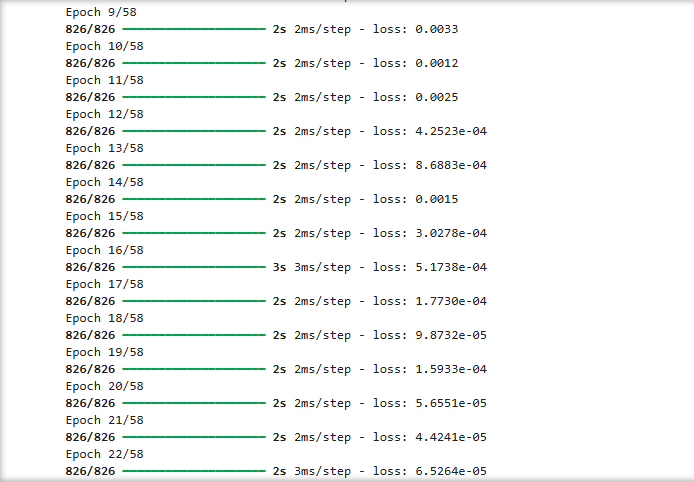 Epoch 9/58
826/826 ━━━━━━━━━━━━━━━━━━━━ 2s 2ms/step - loss: 0.0033
Epoch 10/58
826/826 ━━━━━━━━━━━━━━━━━━━━ 2s 2ms/step - loss: 0.0012
Epoch 11/58
826/826 ━━━━━━━━━━━━━━━━━━━━ 2s 2ms/step - loss: 0.0025
Epoch 12/58
826/826 ━━━━━━━━━━━━━━━━━━━━ 2s 2ms/step - loss: 4.2523e-04
Epoch 13/58
826/826 ━━━━━━━━━━━━━━━━━━━━ 2s 2ms/step - loss: 8.6883e-04
Epoch 14/58
826/826 ━━━━━━━━━━━━━━━━━━━━ 2s 2ms/step - loss: 0.0015
Epoch 15/58
826/826 ━━━━━━━━━━━━━━━━━━━━ 2s 2ms/step - loss: 3.0278e-04
Epoch 16/58
826/826 ━━━━━━━━━━━━━━━━━━━━ 3s 3ms/step - loss: 5.1738e-04
Epoch 17/58
826/826 ━━━━━━━━━━━━━━━━━━━━ 2s 2ms/step - loss: 1.7730e-04
Epoch 18/58
826/826 ━━━━━━━━━━━━━━━━━━━━ 2s 2ms/step - loss: 9.8732e-05
Epoch 19/58
826/826 ━━━━━━━━━━━━━━━━━━━━ 2s 2ms/step - loss: 1.5933e-04
Epoch 20/58
826/826 ━━━━━━━━━━━━━━━━━━━━ 2s 2ms/step - loss: 5.6551e-05
Epoch 21/58
826/826 ━━━━━━━━━━━━━━━━━━━━ 2s 2ms/step - loss: 4.4241e-05
Epoch 22/58
826/826 ━━━━━━━━━━━━━━━━━━━━ 2s 3ms/step - loss: 6.5264e-05